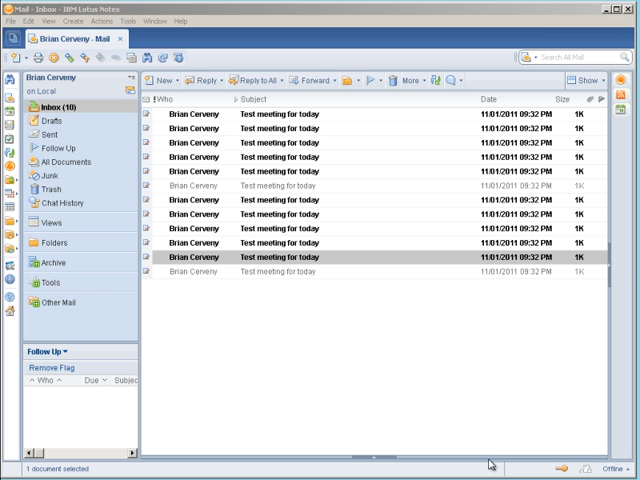 Mail - Inbox - IBM Lotus Notes
File Edit View Create Actions Tools Window Help
Brian Cerveny - Mail
Search All Mail
Brian Cerveny
on Local
New Reply Reply to All Forward More Show
Inbox (10)
Drafts
Sent
Follow Up
All Documents
Junk
Trash
Chat History
Views
Folders
Archive
Tools
Other Mail
! Who Subject Date Size
Brian Cerveny Test meeting for today 11/01/2011 09:32 PM 1K
Brian Cerveny Test meeting for today 11/01/2011 09:32 PM 1K
Brian Cerveny Test meeting for today 11/01/2011 09:32 PM 1K
Brian Cerveny Test meeting for today 11/01/2011 09:32 PM 1K
Brian Cerveny Test meeting for today 11/01/2011 09:32 PM 1K
Brian Cerveny Test meeting for today 11/01/2011 09:32 PM 1K
Brian Cerveny Test meeting for today 11/01/2011 09:32 PM 1K
Brian Cerveny Test meeting for today 11/01/2011 09:32 PM 1K
Brian Cerveny Test meeting for today 11/01/2011 09:32 PM 1K
Brian Cerveny Test meeting for today 11/01/2011 09:32 PM 1K
Brian Cerveny Test meeting for today 11/01/2011 09:32 PM 1K
Brian Cerveny Test meeting for today 11/01/2011 09:32 PM 1K
Follow Up
Remove Flag
Who Due Subjec
1 document selected
Offline